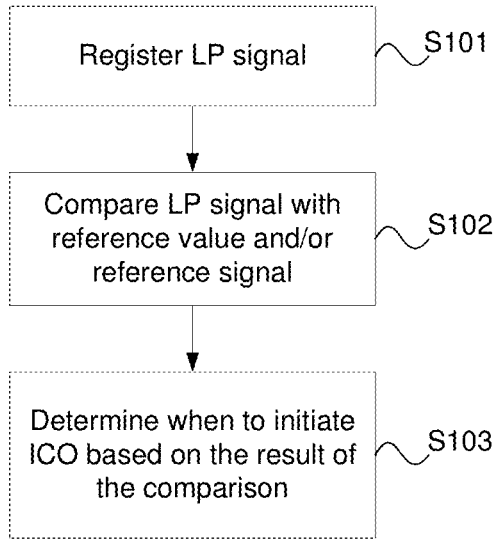 Register LP signal
S101
Compare LP signal with
reference value and/or
reference signal
S102
Determine when to initiate
ICO based on the result of
the comparison
S103